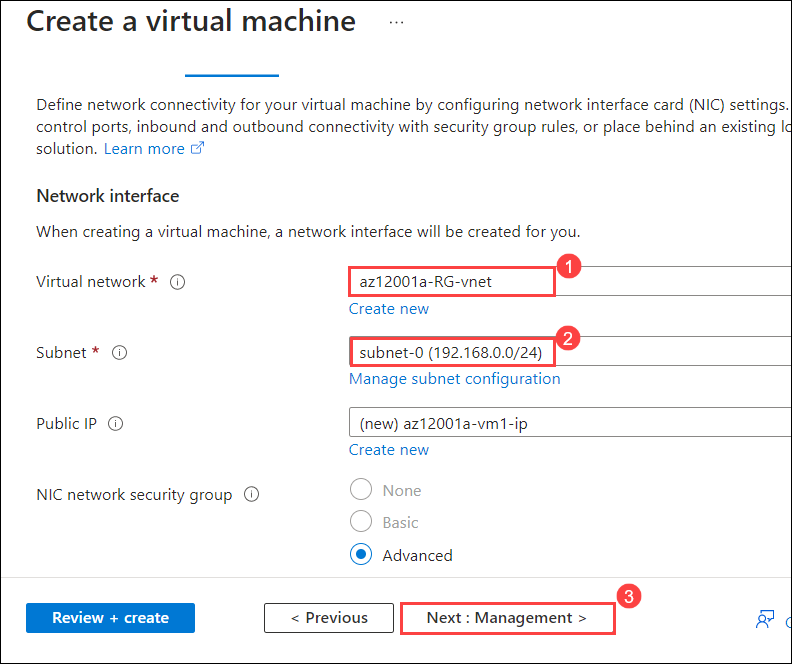 Create a virtual machine ...
Define network connectivity for your virtual machine by configuring network interface card (NIC) settings.
control ports, inbound and outbound connectivity with security group rules, or place behind an existing
solution. Learn more
Network interface
When creating a virtual machine, a network interface will be created for you.
Virtual network * az12001a-RG-vnet 1
Create new
Subnet * subnet-0 (192.168.0.0/24) 2
Manage subnet configuration
Public IP (new) az12001a-vm1-ip
Create new
NIC network security group None
Basic
Advanced
Review + create < Previous Next : Management > 3